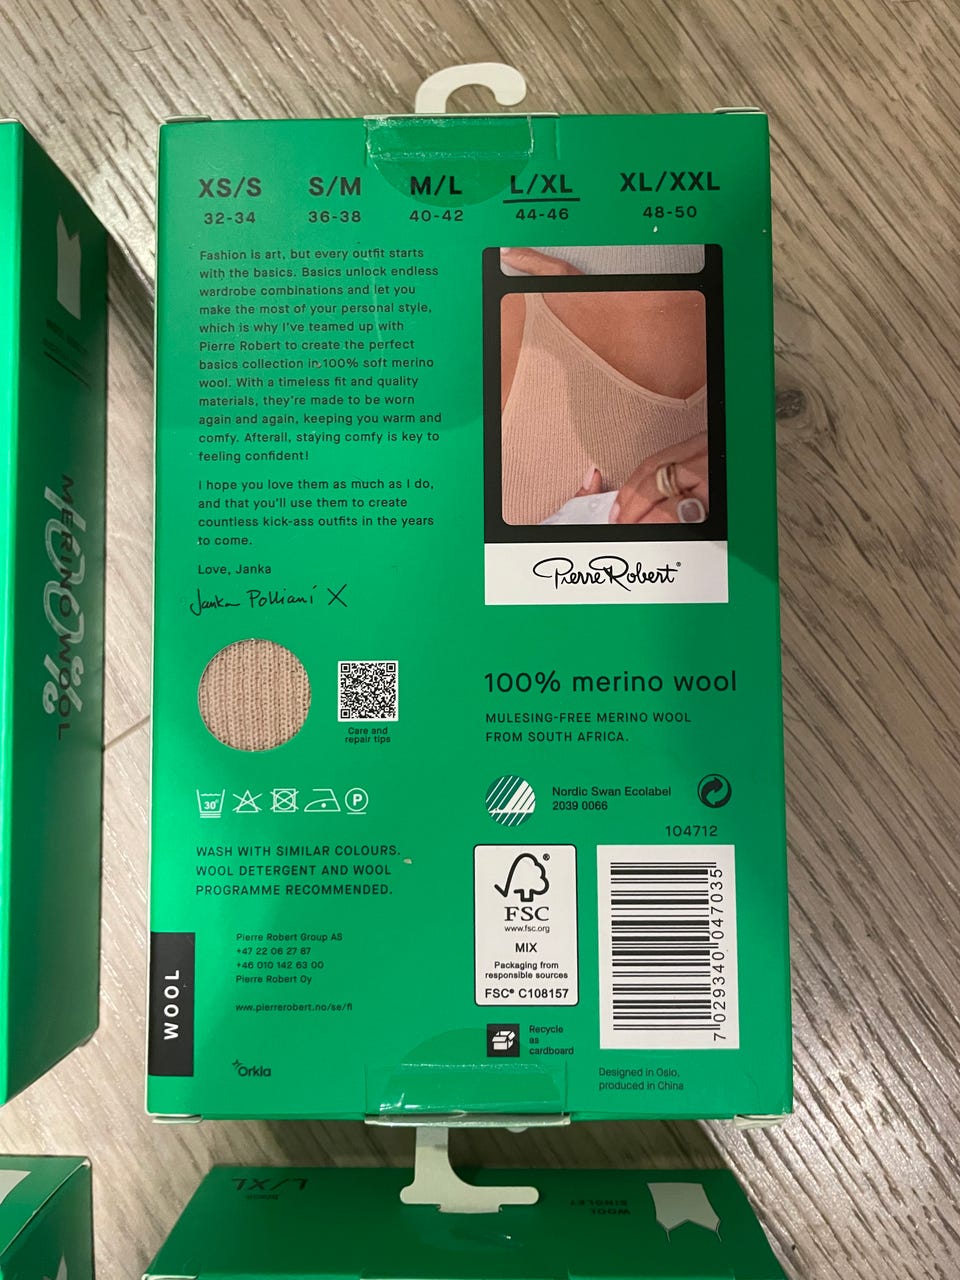 XS/S S/M M/L L/XL XL/XXL
32-34 36-38 40-42 44-46 48-50
Fashion is art, but every outfit starts
with the basics. Basics unlock endless
wardrobe combinations and let you
make the most of your personal style,
which is why I've teamed up with
Pierre Robert to create the perfect
basics collection in 100% soft merino
wool. With a timeless fit and quality
materials, they're made to be worn
again and again, keeping you warm and
comfy. Afterall, staying comfy is key to
feeling confident!
I hope you love them as much as I do,
and that you'll use them to create
countless kick-ass outfits in the years
to come.
Love, Janka
Janka Polliani X
Pierre Robert®
Care and
repair tips
100% merino wool
MULESING-FREE MERINO WOOL
FROM SOUTH AFRICA.
30°
P
Nordic Swan Ecolabel
2039 0066
104712
WASH WITH SIMILAR COLOURS.
WOOL DETERGENT AND WOOL
PROGRAMME RECOMMENDED.
FSC
www.fsc.org
MIX
Packaging from
responsible sources
FSC® C108157
7 029340 047035
Pierre Robert Group AS
+47 22 06 27 87
+46 010 142 63 00
Pierre Robert Oy
www.pierrerobert.no/se/fi
WOOL
Recycle
as
cardboard
Orkla
Designed in Oslo,
produced in China
100%
MERINO WOOL
L/XL
WOOL
SINGLET